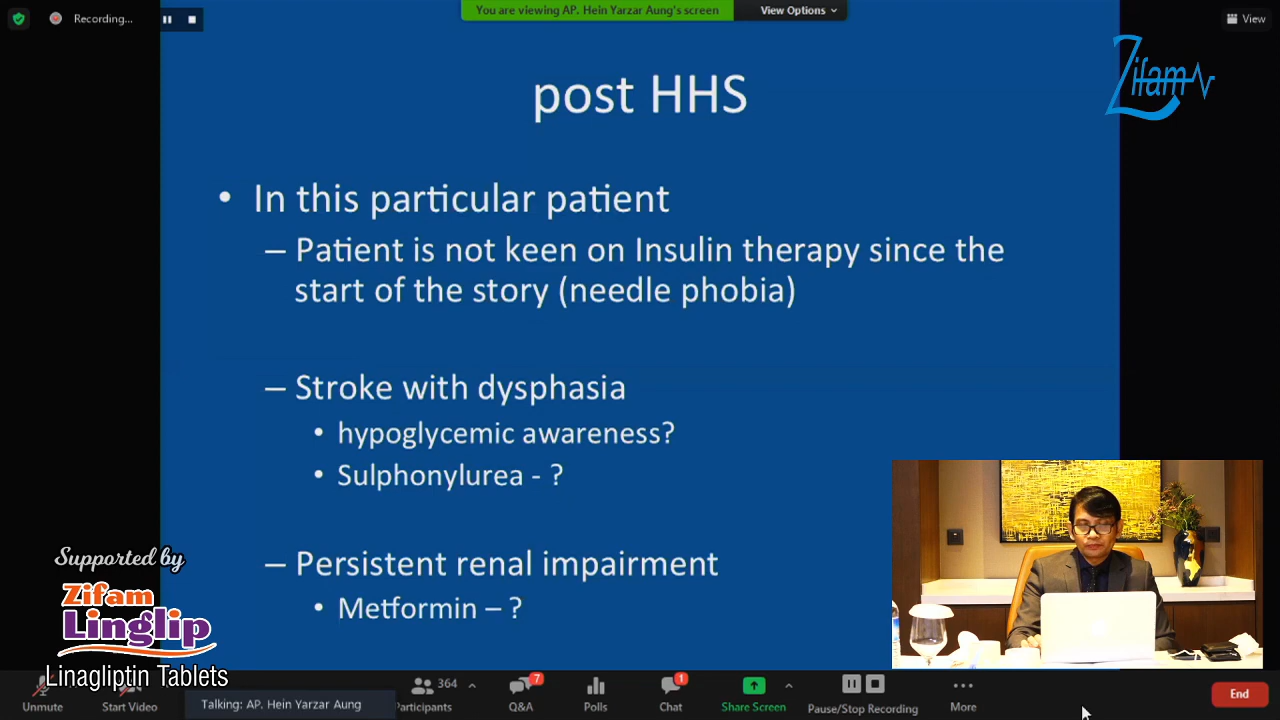 Recording...
You are viewing AP. Hein Yarzar Aung's screen
View Options
View
Zifam
post HHS
• In this particular patient
– Patient is not keen on Insulin therapy since the
start of the story (needle phobia)
– Stroke with dysphasia
• hypoglycemic awareness?
• Sulphonylurea - ?
– Persistent renal impairment
• Metformin – ?
Supported by
Zifam
Linglip
Linagliptin Tablets
Unmute
Start Video
Talking: AP. Hein Yarzar Aung
364
Participants
7
Q&A
Polls
1
Chat
Share Screen
Pause/Stop Recording
More
End